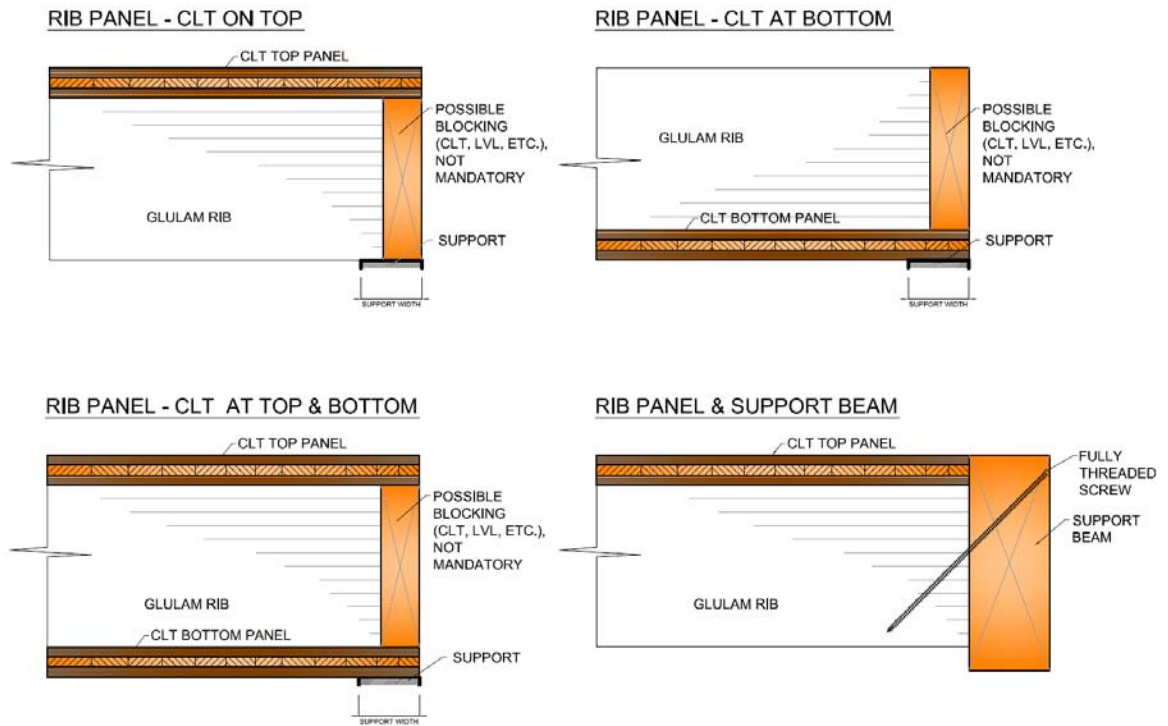 RIB PANEL - CLT ON TOP
CLT TOP PANEL
POSSIBLE
BLOCKING
(CLT, LVL, ETC.),
NOT
MANDATORY
GLULAM RIB
SUPPORT
SUPPORT WIDTH
RIB PANEL - CLT AT BOTTOM
GLULAM RIB
POSSIBLE
BLOCKING
(CLT, LVL, ETC.),
NOT
MANDATORY
CLT BOTTOM PANEL
SUPPORT
SUPPORT WIDTH
RIB PANEL - CLT AT TOP & BOTTOM
CLT TOP PANEL
POSSIBLE
BLOCKING
(CLT, LVL, ETC.),
NOT
MANDATORY
GLULAM RIB
CLT BOTTOM PANEL
SUPPORT
SUPPORT WIDTH
RIB PANEL & SUPPORT BEAM
CLT TOP PANEL
FULLY
THREADED
SCREW
SUPPORT
BEAM
GLULAM RIB